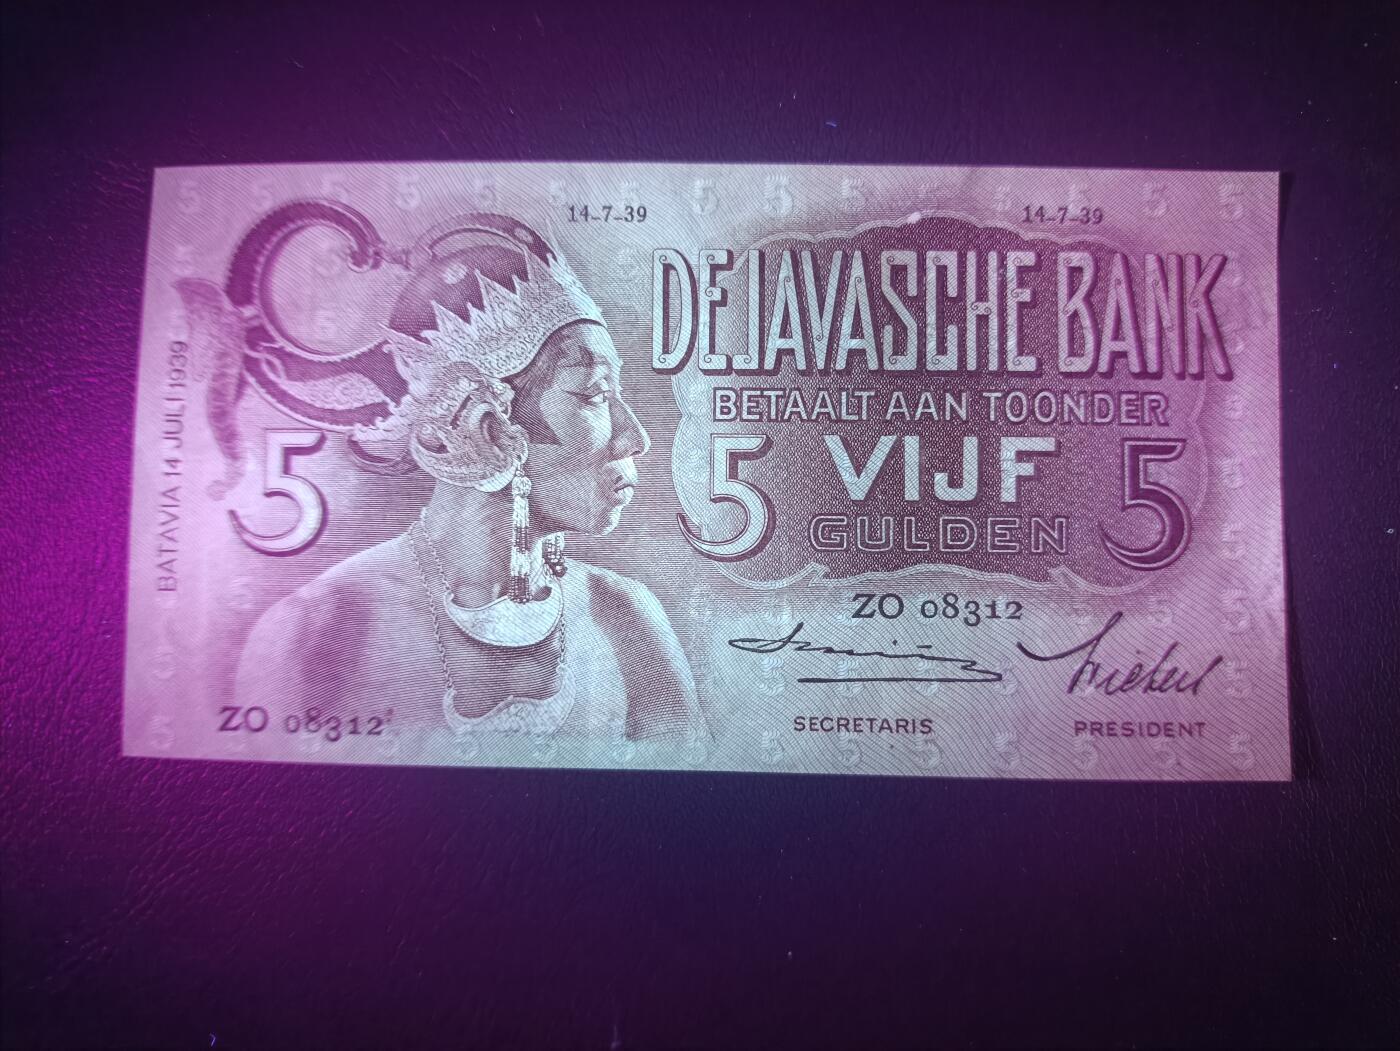 14-7-39 14-7-39
DE JAVASCHE BANK
BETAALT AAN TOONDER
5 5 VIJF 5
GULDEN
BATAVIA 14 JULI 1939
ZO 08312
ZO 08312
SECRETARIS PRESIDENT